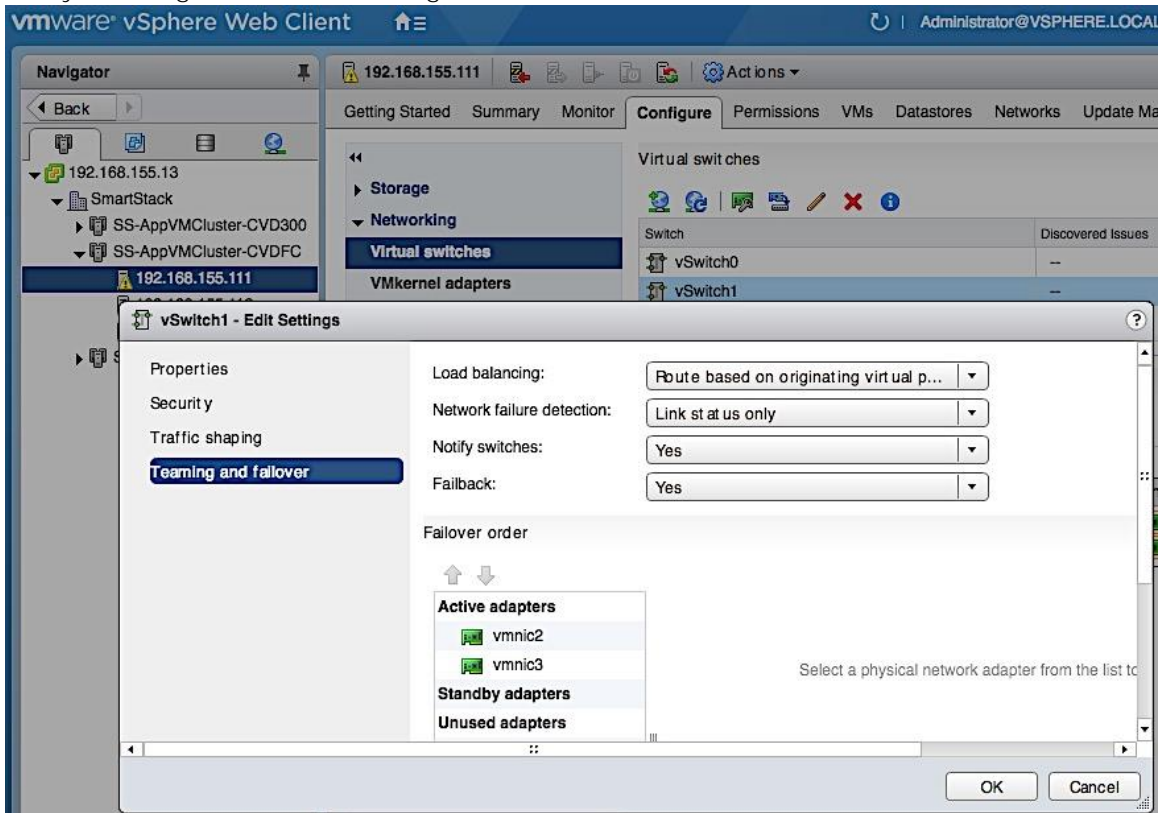 vmware® vSphere Web Client
Administrator@VSPHERE.LOCAL
Navigator
192.168.155.111
Actions
Back
Getting Started Summary Monitor Configure Permissions VMs Datastores Networks Update Ma
192.168.155.13
SmartStack
SS-AppVMCluster-CVD300
SS-AppVMCluster-CVDFC
192.168.155.111
Storage
Networking
Virtual switches
VMkernel adapters
Virtual switches
Switch Discovered Issues
vSwitch0 --
vSwitch1 --
vSwitch1 - Edit Settings
Properties
Security
Traffic shaping
Teaming and failover
Load balancing: Route based on originating virtual p...
Network failure detection: Link status only
Notify switches: Yes
Failback: Yes
Failover order
Active adapters
vmnic2
vmnic3
Standby adapters
Unused adapters
Select a physical network adapter from the list to
OK Cancel